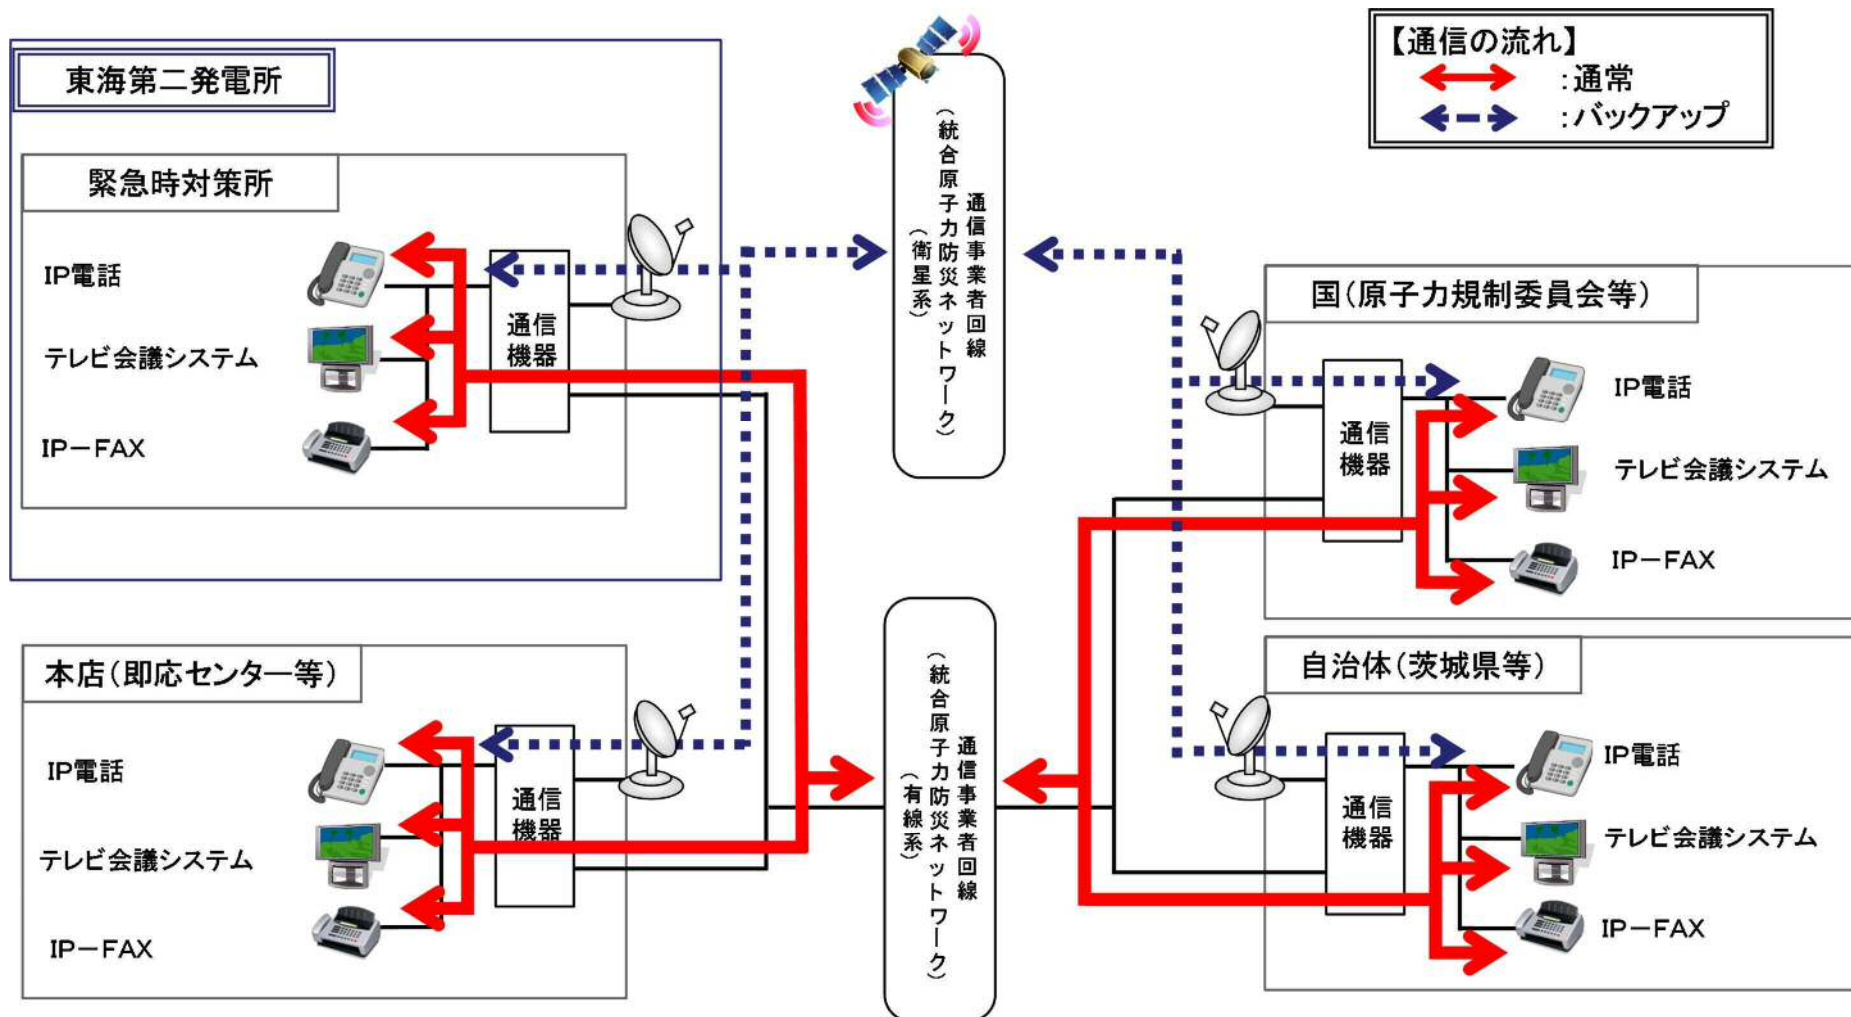 東海第二発電所
緊急時対策所
IP電話
テレビ会議システム
IP－FAX
通信
機器
本店(即応センター等)
IP電話
テレビ会議システム
IP－FAX
通信
機器
通信事業者回線
(統合原子力防災ネットワーク)
(衛星系)
通信事業者回線
(統合原子力防災ネットワーク)
(有線系)
【通信の流れ】
:通常
:バックアップ
国(原子力規制委員会等)
通信
機器
IP電話
テレビ会議システム
IP－FAX
自治体(茨城県等)
通信
機器
IP電話
テレビ会議システム
IP－FAX